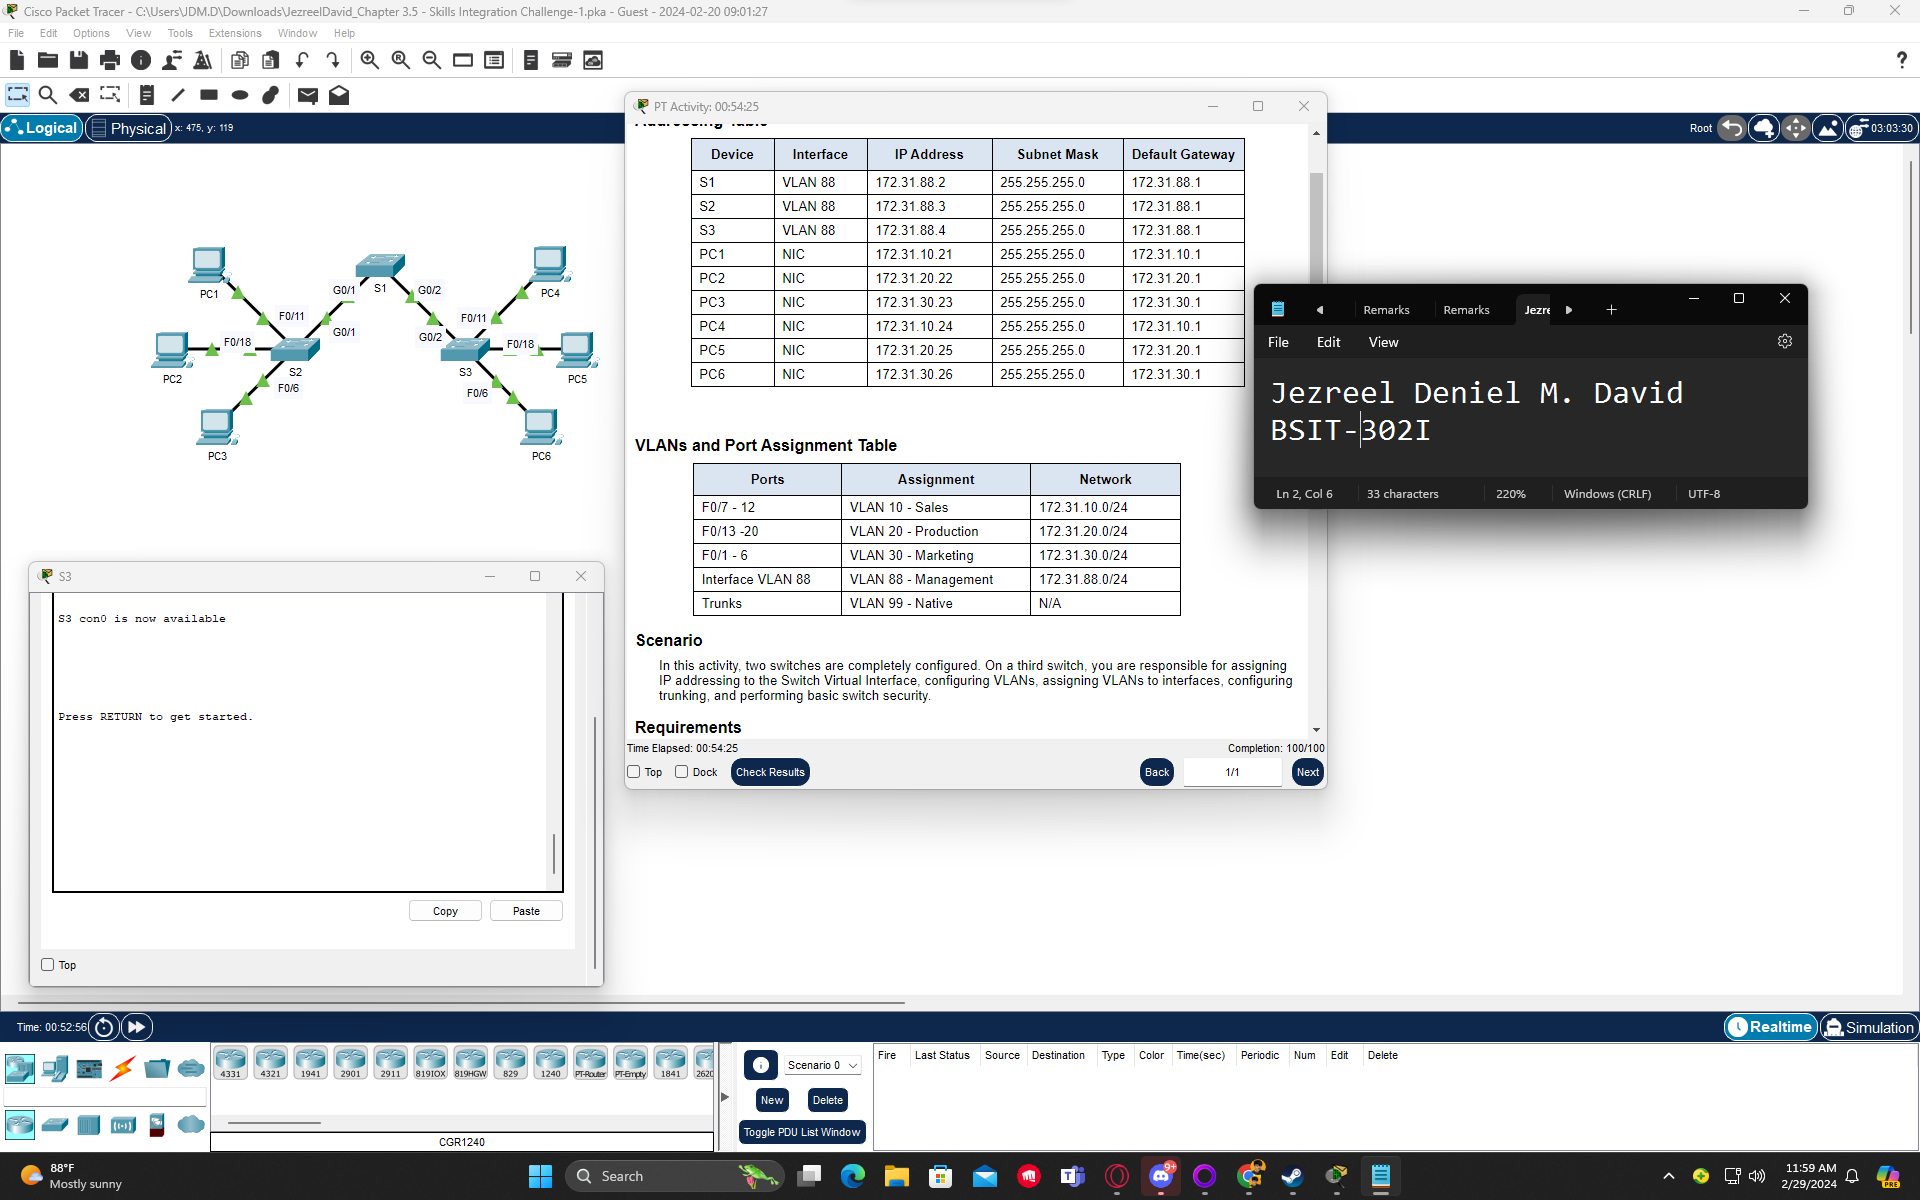 Cisco Packet Tracer - C:\Users\JDM.D\Downloads\JezreelDavid_Chapter 3.5 - Skills Integration Challenge-1.pka - Guest - 2024-02-20 09:01:27
File Edit Options View Tools Extensions Window Help
Logical Physical x: 475, y: 119
Root 03:03:30
PC1
PC2
PC3
S1
S2
S3
PC4
PC5
PC6
G0/1
G0/2
F0/11
G0/1
F0/18
F0/6
F0/11
G0/2
F0/18
F0/6
PT Activity: 00:54:25
Device Interface IP Address Subnet Mask Default Gateway
S1 VLAN 88 172.31.88.2 255.255.255.0 172.31.88.1
S2 VLAN 88 172.31.88.3 255.255.255.0 172.31.88.1
S3 VLAN 88 172.31.88.4 255.255.255.0 172.31.88.1
PC1 NIC 172.31.10.21 255.255.255.0 172.31.10.1
PC2 NIC 172.31.20.22 255.255.255.0 172.31.20.1
PC3 NIC 172.31.30.23 255.255.255.0 172.31.30.1
PC4 NIC 172.31.10.24 255.255.255.0 172.31.10.1
PC5 NIC 172.31.20.25 255.255.255.0 172.31.20.1
PC6 NIC 172.31.30.26 255.255.255.0 172.31.30.1
VLANs and Port Assignment Table
Ports Assignment Network
F0/7 - 12 VLAN 10 - Sales 172.31.10.0/24
F0/13 -20 VLAN 20 - Production 172.31.20.0/24
F0/1 - 6 VLAN 30 - Marketing 172.31.30.0/24
Interface VLAN 88 VLAN 88 - Management 172.31.88.0/24
Trunks VLAN 99 - Native N/A
Scenario
In this activity, two switches are completely configured. On a third switch, you are responsible for assigning
IP addressing to the Switch Virtual Interface, configuring VLANs, assigning VLANs to interfaces, configuring
trunking, and performing basic switch security.
Requirements
Time Elapsed: 00:54:25 Completion: 100/100
Top Dock Check Results Back 1/1 Next
Remarks Remarks Jezre
File Edit View
Jezreel Deniel M. David
BSIT-302I
Ln 2, Col 6 33 characters 220% Windows (CRLF) UTF-8
S3
S3 con0 is now available
Press RETURN to get started.
Copy Paste
Top
Time: 00:52:56
Realtime Simulation
4331 4321 1941 2901 2911 819IOX 819HGW 829 1240 PT-Router PT-Empty 1841 2620
CGR1240
Scenario 0
New Delete
Toggle PDU List Window
Fire Last Status Source Destination Type Color Time(sec) Periodic Num Edit Delete
88°F
Mostly sunny
Search
9+
PRE
11:59 AM
2/29/2024